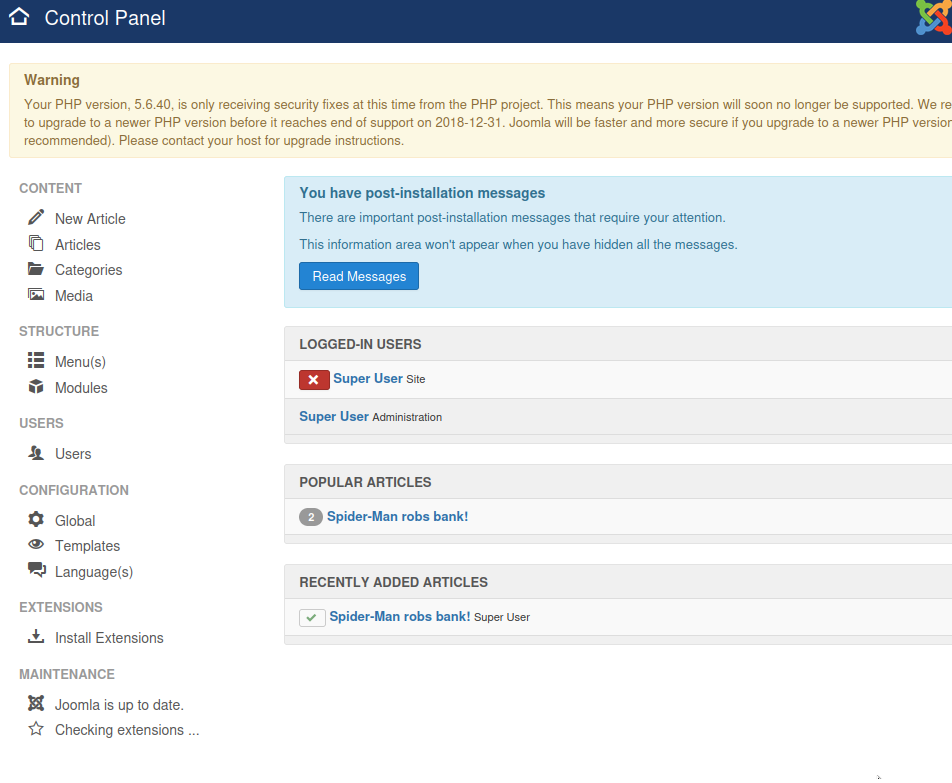 Control Panel
Warning
Your PHP version, 5.6.40, is only receiving security fixes at this time from the PHP project. This means your PHP version will soon no longer be supported. We
to upgrade to a newer PHP version before it reaches end of support on 2018-12-31. Joomla will be faster and more secure if you upgrade to a newer PHP version
recommended). Please contact your host for upgrade instructions.
CONTENT
New Article
Articles
Categories
Media
STRUCTURE
Menu(s)
Modules
USERS
Users
CONFIGURATION
Global
Templates
Language(s)
EXTENSIONS
Install Extensions
MAINTENANCE
Joomla is up to date.
Checking extensions ...
You have post-installation messages
There are important post-installation messages that require your attention.
This information area won't appear when you have hidden all the messages.
Read Messages
LOGGED-IN USERS
Super User Site
Super User Administration
POPULAR ARTICLES
2 Spider-Man robs bank!
RECENTLY ADDED ARTICLES
Spider-Man robs bank! Super User